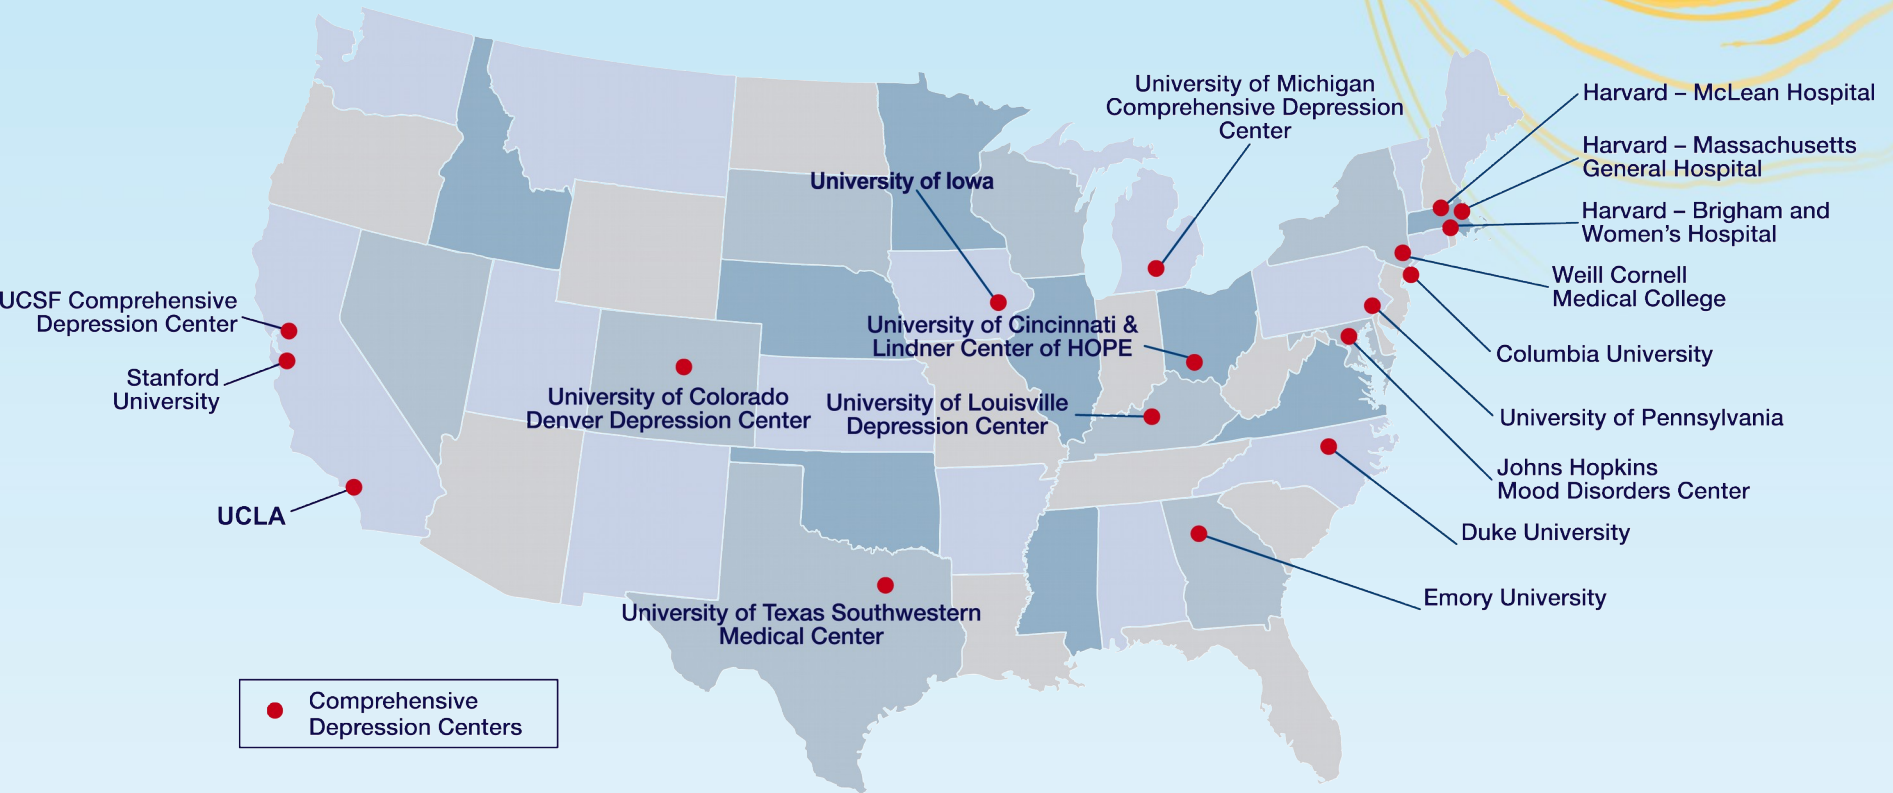 University of Michigan
Comprehensive Depression
Center
Harvard – McLean Hospital
Harvard – Massachusetts
General Hospital
Harvard – Brigham and
Women's Hospital
Weill Cornell
Medical College
Columbia University
University of Pennsylvania
Johns Hopkins
Mood Disorders Center
Duke University
Emory University
University of Iowa
University of Cincinnati &
Lindner Center of HOPE
University of Louisville
Depression Center
University of Colorado
Denver Depression Center
University of Texas Southwestern
Medical Center
UCSF Comprehensive
Depression Center
Stanford
University
UCLA
Comprehensive
Depression Centers